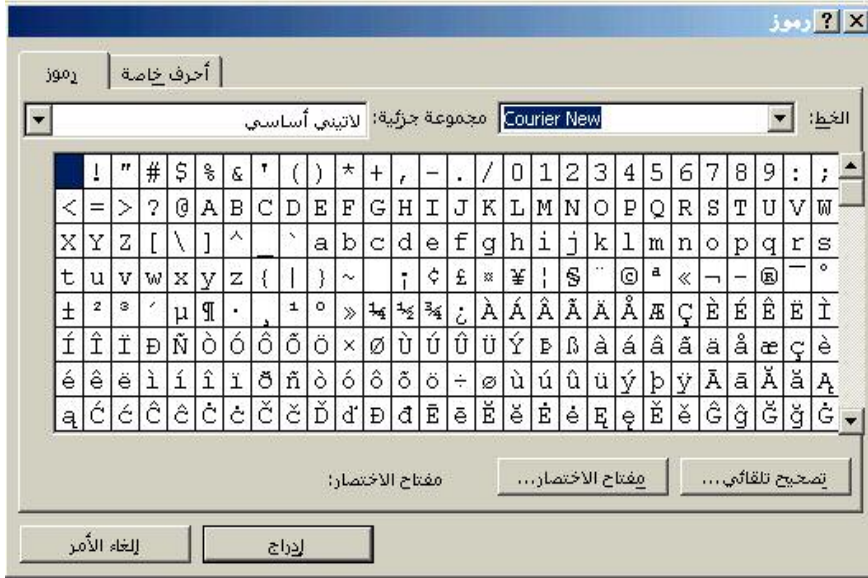 رموز
رموز أحرف خاصة
الخط: Courier New مجموعة جزئية: لاتيني أساسي
! " # $ % & ' ( ) * + , - . / 0 1 2 3 4 5 6 7 8 9 : ;
< = > ? @ A B C D E F G H I J K L M N O P Q R S T U V W
X Y Z [ \ ] ^ _ ` a b c d e f g h i j k l m n o p q r s
t u v w x y z { | } ~ ¡ ¢ £ ¤ ¥ ¦ § ¨ © ª « ¬ - ® ¯ °
± ² ³ ´ µ ¶ · ¸ ¹ º » ¼ ½ ¾ ¿ À Á Â Ã Ä Å Æ Ç È É Ê Ë Ì
Í Î Ï Ð Ñ Ò Ó Ô Õ Ö × Ø Ù Ú Û Ü Ý Þ ß à á â ã ä å æ ç è
é ê ë ì í î ï ð ñ ò ó ô õ ö ÷ ø ù ú û ü ý þ ÿ Ā ā Ă ă Ą
ą Ć ć Ĉ ĉ Ċ ċ Č č Ď ď Đ đ Ē ē Ĕ ĕ Ė ė Ę ę Ě ě Ĝ ĝ Ğ ğ Ġ
تصحيح تلقائي... مفتاح الاختصار... مفتاح الاختصار:
إدراج إلغاء الأمر